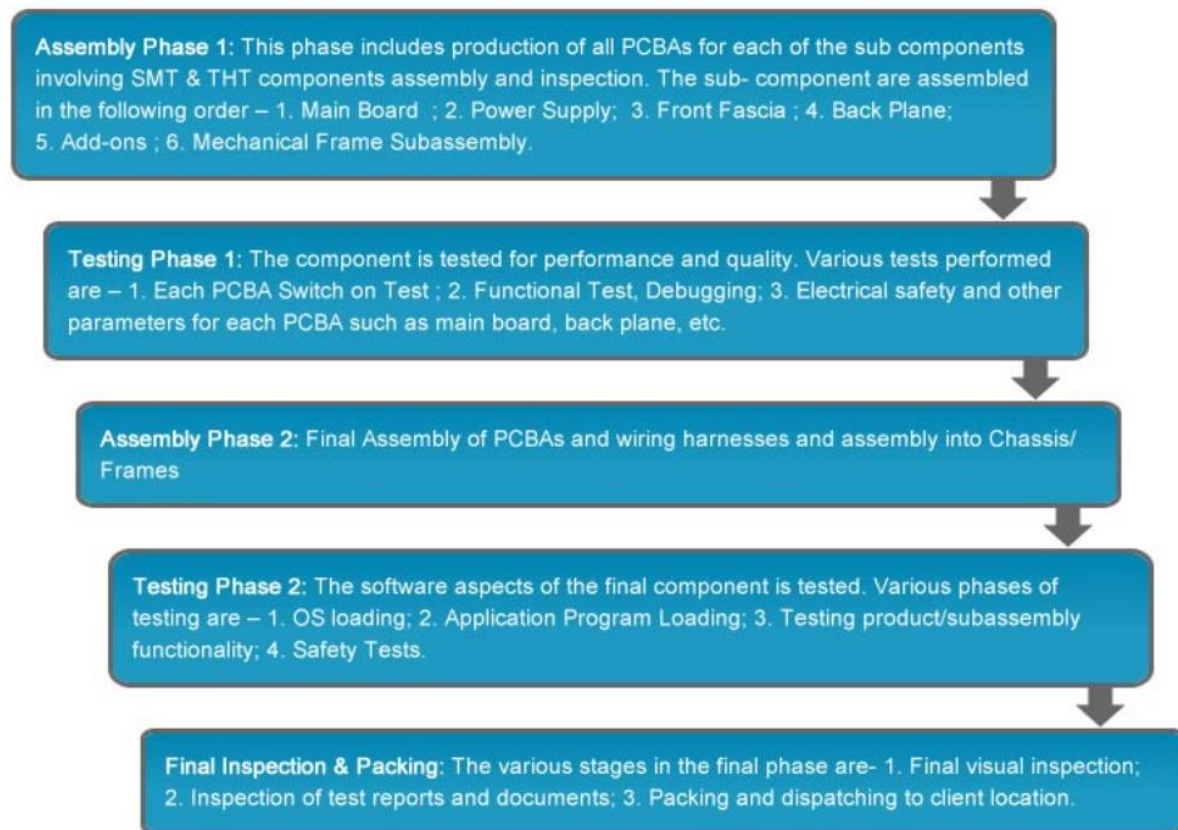 Assembly Phase 1: This phase includes production of all PCBAs for each of the sub components
involving SMT & THT components assembly and inspection. The sub- component are assembled
in the following order – 1. Main Board ; 2. Power Supply; 3. Front Fascia ; 4. Back Plane;
5. Add-ons ; 6. Mechanical Frame Subassembly.
Testing Phase 1: The component is tested for performance and quality. Various tests performed
are – 1. Each PCBA Switch on Test ; 2. Functional Test, Debugging; 3. Electrical safety and other
parameters for each PCBA such as main board, back plane, etc.
Assembly Phase 2: Final Assembly of PCBAs and wiring harnesses and assembly into Chassis/
Frames
Testing Phase 2: The software aspects of the final component is tested. Various phases of
testing are – 1. OS loading; 2. Application Program Loading; 3. Testing product/subassembly
functionality; 4. Safety Tests.
Final Inspection & Packing: The various stages in the final phase are- 1. Final visual inspection;
2. Inspection of test reports and documents; 3. Packing and dispatching to client location.